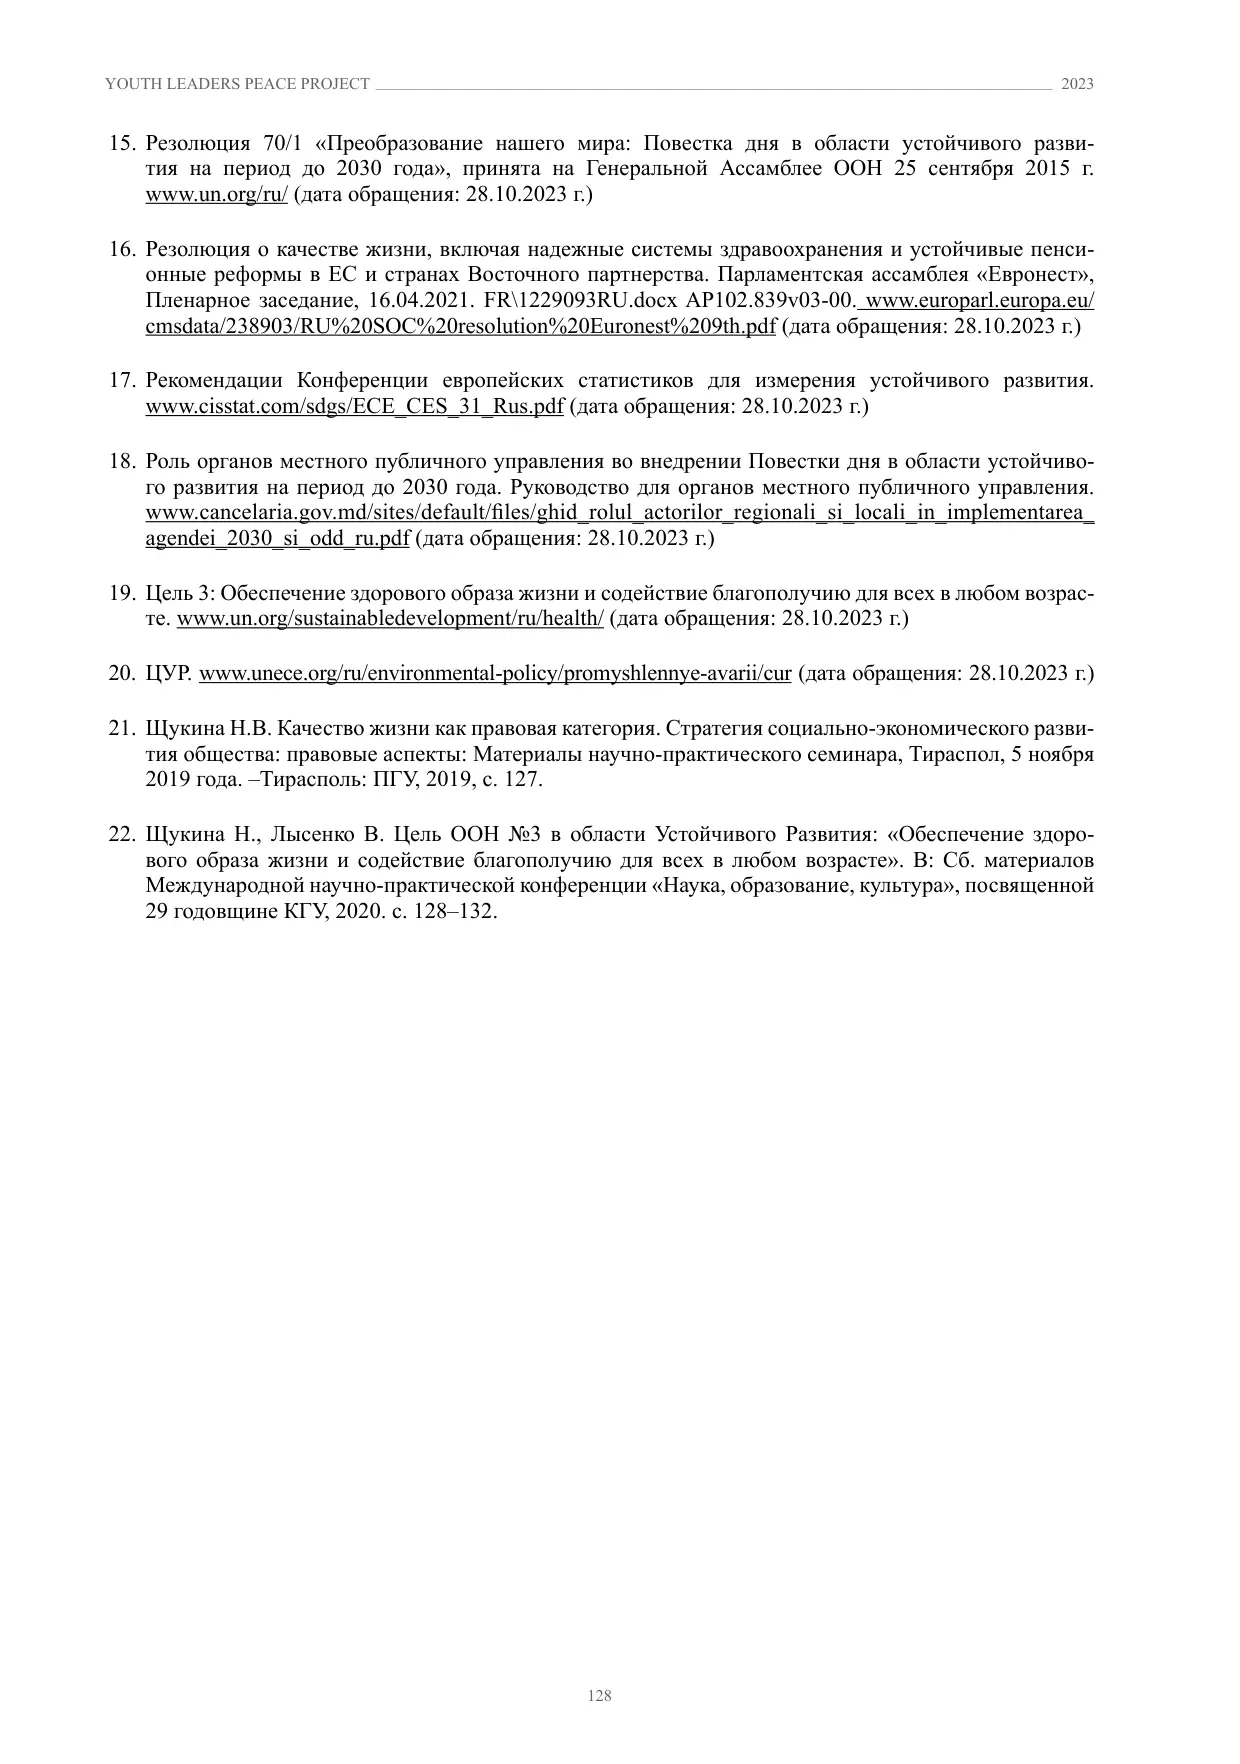 YOUTH LEADERS PEACE PROJECT 2023
15. Резолюция 70/1 «Преобразование нашего мира: Повестка дня в области устойчивого разви-
тия на период до 2030 года», принята на Генеральной Ассамблее ООН 25 сентября 2015 г.
www.un.org/ru/ (дата обращения: 28.10.2023 г.)
16. Резолюция о качестве жизни, включая надежные системы здравоохранения и устойчивые пенси-
онные реформы в ЕС и странах Восточного партнерства. Парламентская ассамблея «Евронест»,
Пленарное заседание, 16.04.2021. FR\1229093RU.docx AP102.839v03-00. www.europarl.europa.eu/
cmsdata/238903/RU%20SOC%20resolution%20Euronest%209th.pdf (дата обращения: 28.10.2023 г.)
17. Рекомендации Конференции европейских статистиков для измерения устойчивого развития.
www.cisstat.com/sdgs/ECE_CES_31_Rus.pdf (дата обращения: 28.10.2023 г.)
18. Роль органов местного публичного управления во внедрении Повестки дня в области устойчиво-
го развития на период до 2030 года. Руководство для органов местного публичного управления.
www.cancelaria.gov.md/sites/default/files/ghid_rolul_actorilor_regionali_si_locali_in_implementarea_
agendei_2030_si_odd_ru.pdf (дата обращения: 28.10.2023 г.)
19. Цель 3: Обеспечение здорового образа жизни и содействие благополучию для всех в любом возрас-
те. www.un.org/sustainabledevelopment/ru/health/ (дата обращения: 28.10.2023 г.)
20. ЦУР. www.unece.org/ru/environmental-policy/promyshlennye-avarii/cur (дата обращения: 28.10.2023 г.)
21. Щукина Н.В. Качество жизни как правовая категория. Стратегия социально-экономического разви-
тия общества: правовые аспекты: Материалы научно-практического семинара, Тираспол, 5 ноября
2019 года. –Тирасполь: ПГУ, 2019, с. 127.
22. Щукина Н., Лысенко В. Цель ООН №3 в области Устойчивого Развития: «Обеспечение здоро-
вого образа жизни и содействие благополучию для всех в любом возрасте». В: Сб. материалов
Международной научно-практической конференции «Наука, образование, культура», посвященной
29 годовщине КГУ, 2020. с. 128–132.
128